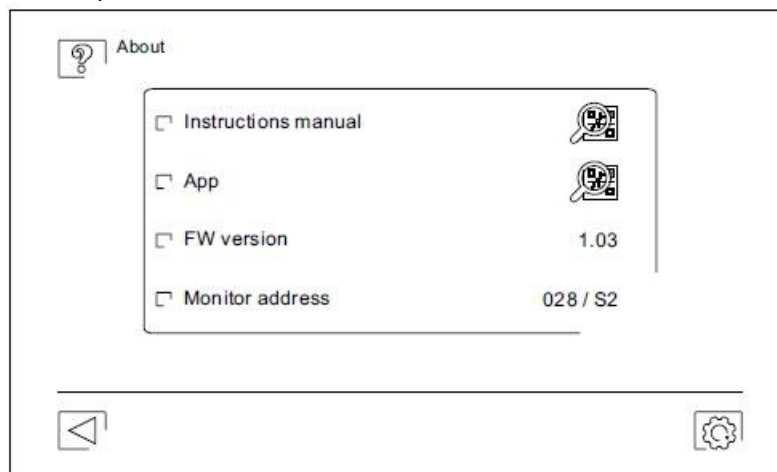 About
Instructions manual
App
FW version 1.03
Monitor address 028 / S2